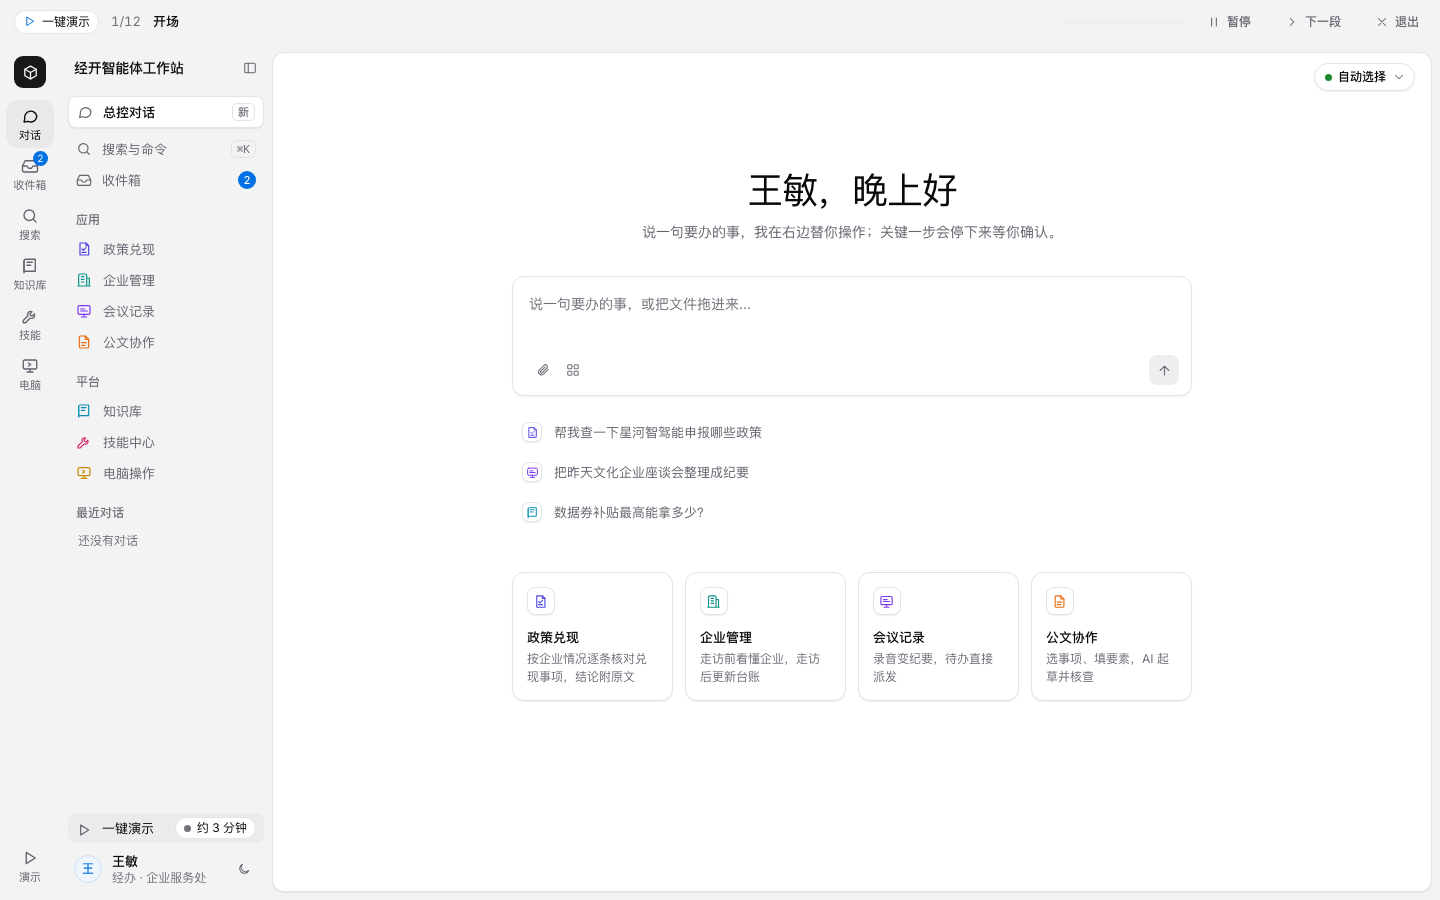 一键演示
1/12
开场
暂停
下一段
退出
对话
2
收件箱
搜索
知识库
技能
电脑
演示
经开智能体工作站
总控对话
新
搜索与命令
⌘K
收件箱
2
应用
政策兑现
企业管理
会议记录
公文协作
平台
知识库
技能中心
电脑操作
最近对话
还没有对话
一键演示
约 3 分钟
王
王敏
经办 · 企业服务处
自动选择
王敏，晚上好
说一句要办的事，我在右边替你操作；关键一步会停下来等你确认。
说一句要办的事，或把文件拖进来...
帮我查一下星河智驾能申报哪些政策
把昨天文化企业座谈会整理成纪要
数据券补贴最高能拿多少？
政策兑现
按企业情况逐条核对兑
现事项，结论附原文
企业管理
走访前看懂企业，走访
后更新台账
会议记录
录音变纪要，待办直接
派发
公文协作
选事项、填要素，AI 起
草并核查